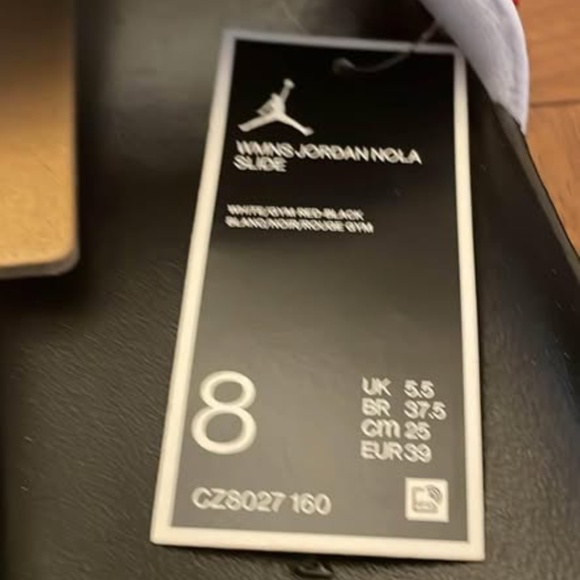 WMNS JORDAN NOLA
SLIDE
WHITE/GYM RED-BLACK
BLANC/NOIR/ROUGE GYM
8
UK 5.5
BR 37.5
cm 25
EUR 39
CZ8027 160